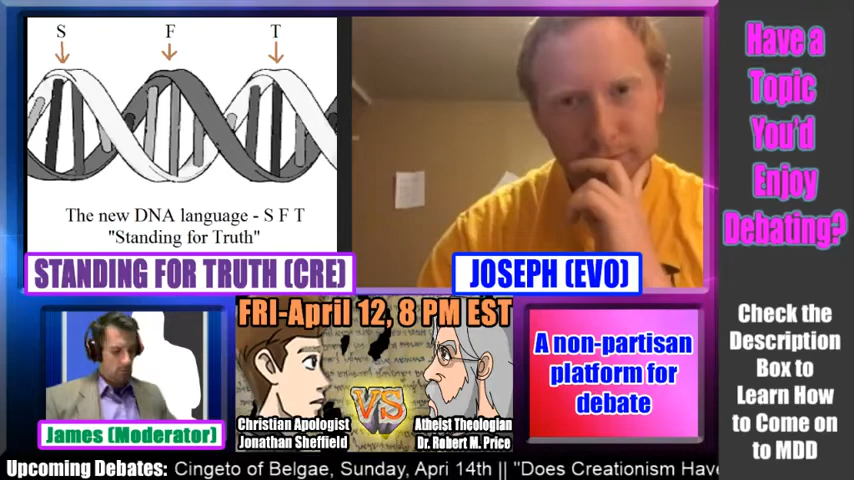 S F T
The new DNA language - S F T
"Standing for Truth"
STANDING FOR TRUTH (CRE)
JOSEPH (EVO)
James (Moderator)
FRI-April 12, 8 PM EST
Christian Apologist
Jonathan Sheffield
VS
Atheist Theologian
Dr. Robert M. Price
A non-partisan
platform for
debate
Have a
Topic
You'd
Enjoy
Debating?
Check the
Description
Box to
Learn How
to Come on
to MDD
Upcoming Debates: Cingeto of Belgae, Sunday, Apri 14th || "Does Creationism Have